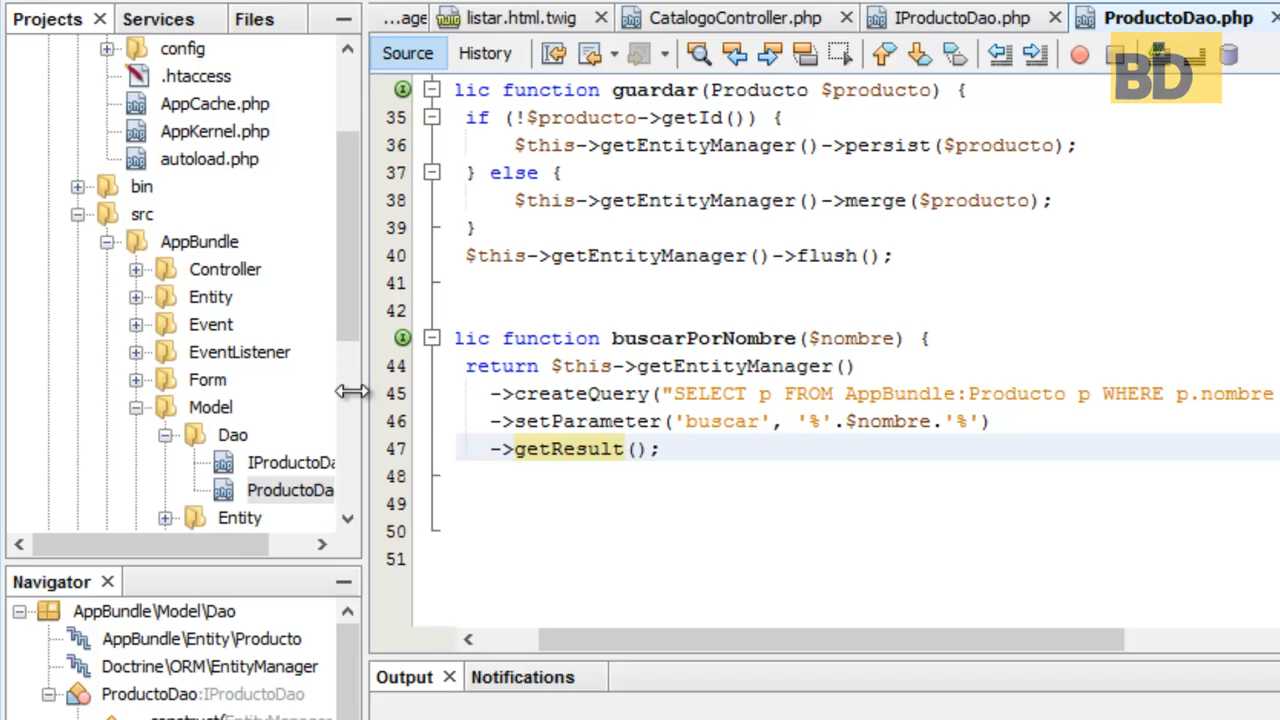 Projects Services Files
...age listar.html.twig CatalogoController.php IProductoDao.php ProductoDao.php
Source History
BD
config
.htaccess
AppCache.php
AppKernel.php
autoload.php
bin
src
AppBundle
Controller
Entity
Event
EventListener
Form
Model
Dao
IProductoDa
ProductoDa
Entity
lic function guardar(Producto $producto) {
35 if (!$producto->getId()) {
36 $this->getEntityManager()->persist($producto);
37 } else {
38 $this->getEntityManager()->merge($producto);
39 }
40 $this->getEntityManager()->flush();
41
42
lic function buscarPorNombre($nombre) {
44 return $this->getEntityManager()
45 ->createQuery("SELECT p FROM AppBundle:Producto p WHERE p.nombre
46 ->setParameter('buscar', '%'.$nombre.'%')
47 ->getResult();
48
49
50
51
Navigator
AppBundle\Model\Dao
AppBundle\Entity\Producto
Doctrine\ORM\EntityManager
ProductoDao:IProductoDao
Output Notifications